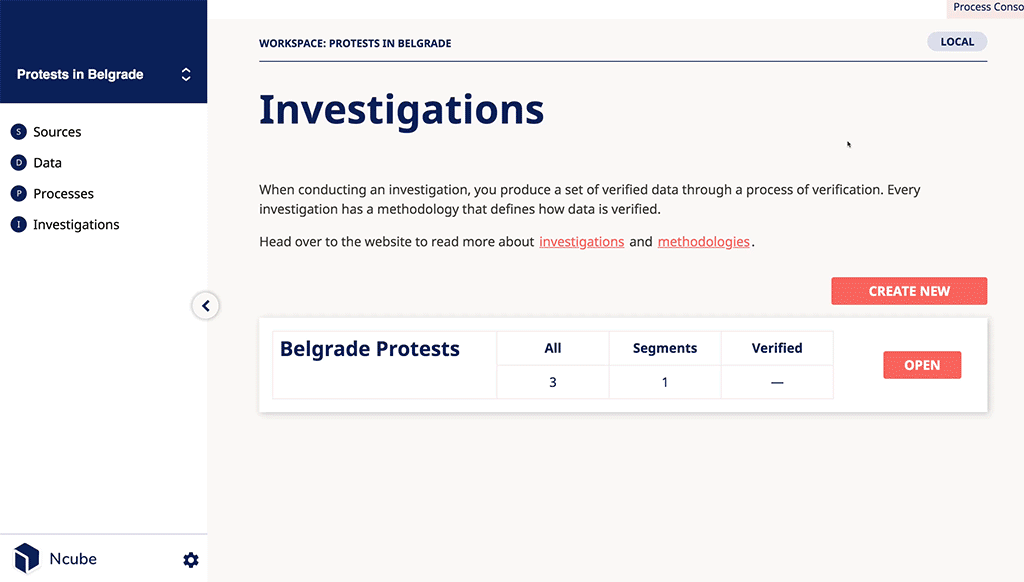 Process Conso
WORKSPACE: PROTESTS IN BELGRADE
LOCAL
Protests in Belgrade
S Sources
D Data
P Processes
I Investigations
Investigations
When conducting an investigation, you produce a set of verified data through a process of verification. Every
investigation has a methodology that defines how data is verified.
Head over to the website to read more about investigations and methodologies.
CREATE NEW
Belgrade Protests
All Segments Verified
3 1 —
OPEN
Ncube